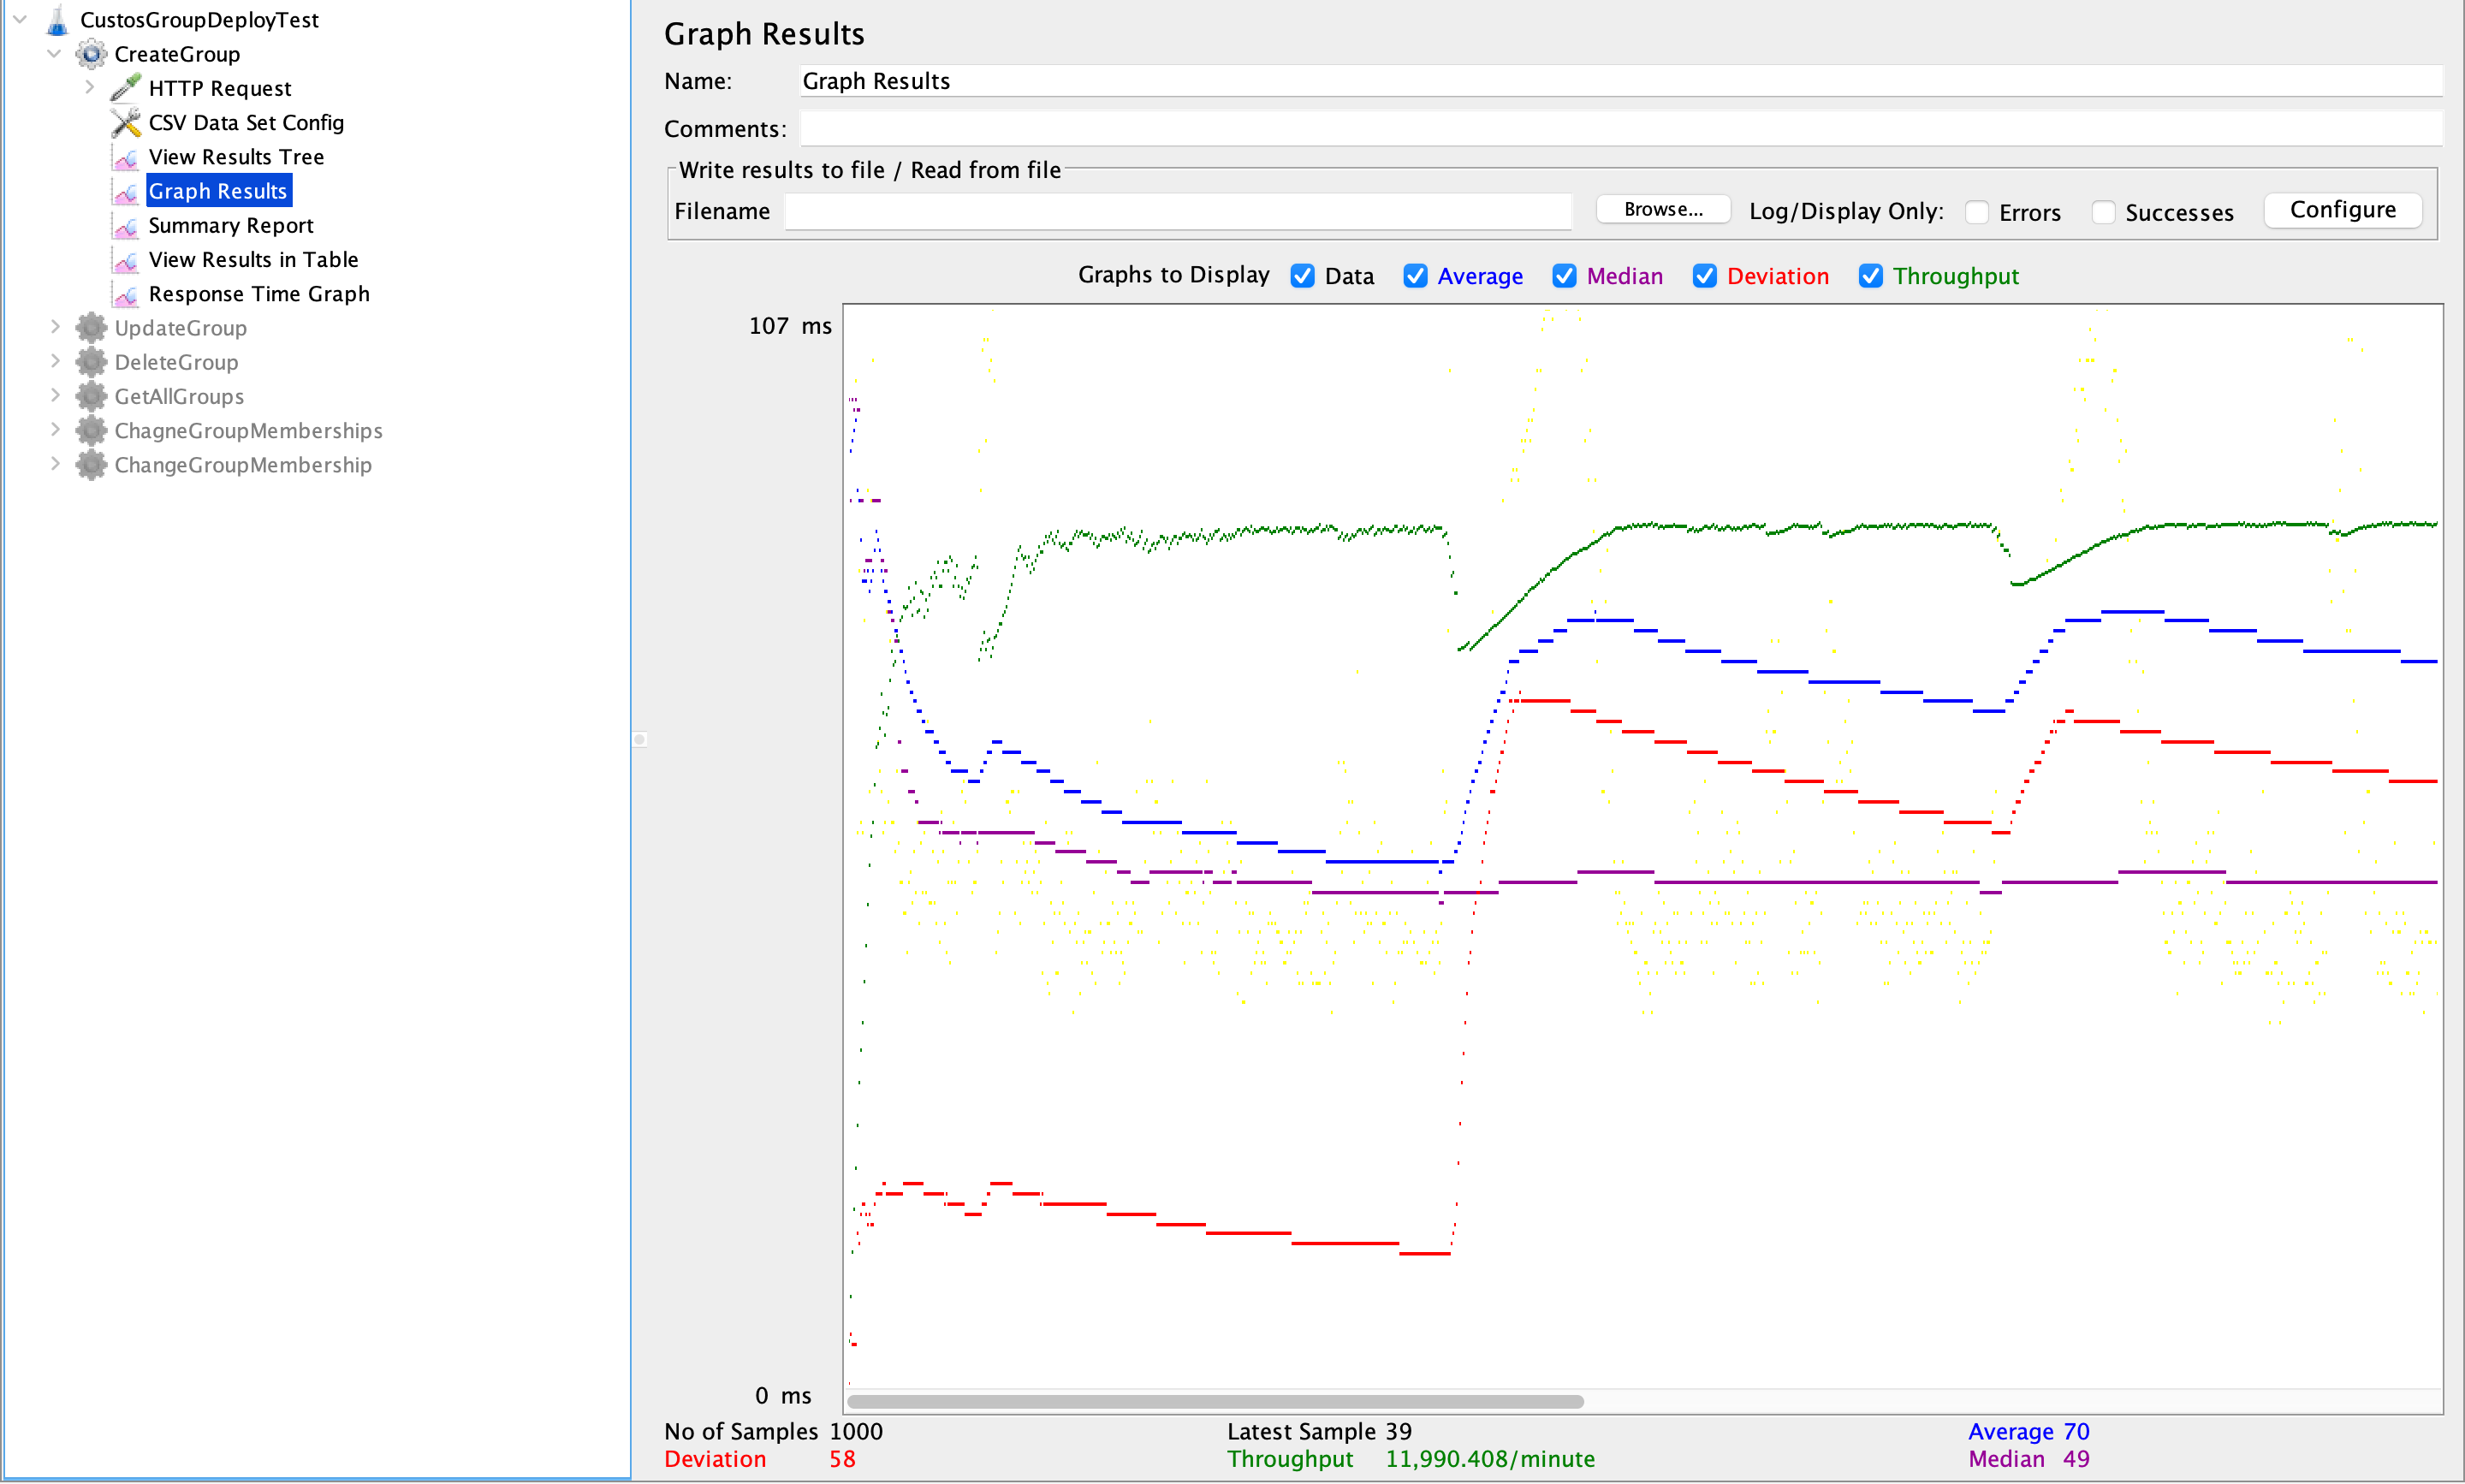 CustosGroupDeployTest
CreateGroup
HTTP Request
CSV Data Set Config
View Results Tree
Graph Results
Summary Report
View Results in Table
Response Time Graph
UpdateGroup
DeleteGroup
GetAllGroups
ChagneGroupMemberships
ChangeGroupMembership
Graph Results
Name: Graph Results
Comments:
Write results to file / Read from file
Filename Browse... Log/Display Only: Errors Successes Configure
Graphs to Display Data Average Median Deviation Throughput
107 ms
0 ms
No of Samples 1000 Latest Sample 39 Average 70
Deviation 58 Throughput 11,990.408/minute Median 49